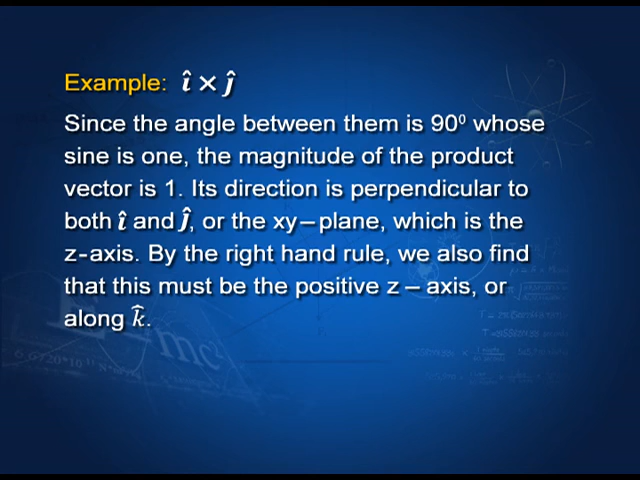 Example: î × ĵ
Since the angle between them is 90⁰ whose
sine is one, the magnitude of the product
vector is 1. Its direction is perpendicular to
both î and ĵ, or the xy–plane, which is the
z-axis. By the right hand rule, we also find
that this must be the positive z – axis, or
along k̂.
mc²